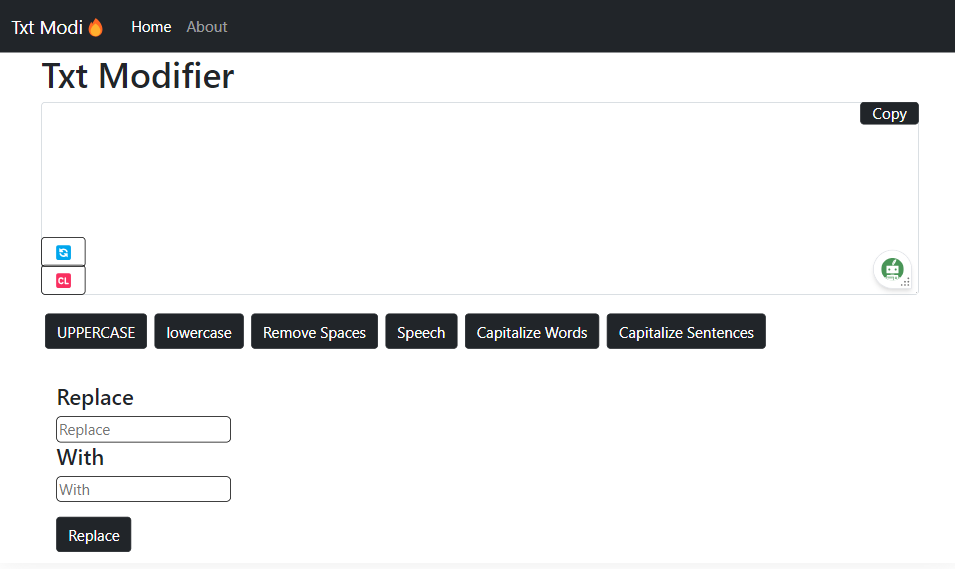 Txt Modi🔥 Home About
Txt Modifier
Copy
CL
UPPERCASE lowercase Remove Spaces Speech Capitalize Words Capitalize Sentences
Replace
Replace
With
With
Replace